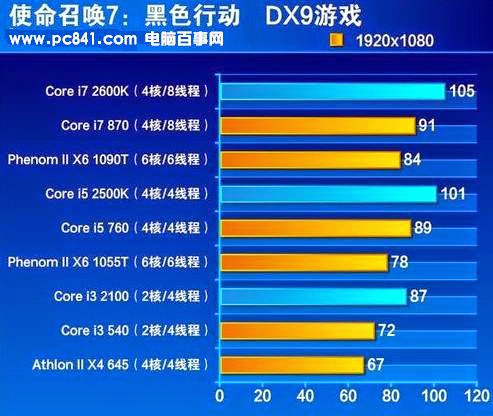 使命召唤7：黑色行动 DX9游戏
www.pc841.com 电脑百事网
1920x1080
Core i7 2600K（4核/8线程） 105
Core i7 870（4核/8线程） 91
Phenom II X6 1090T（6核/6线程） 84
Core i5 2500K（4核/4线程） 101
Core i5 760（4核/4线程） 89
Phenom II X6 1055T（6核/6线程） 78
Core i3 2100（2核/4线程） 87
Core i3 540（2核/4线程） 72
Athlon II X4 645（4核/4线程） 67
0 20 40 60 80 100 120